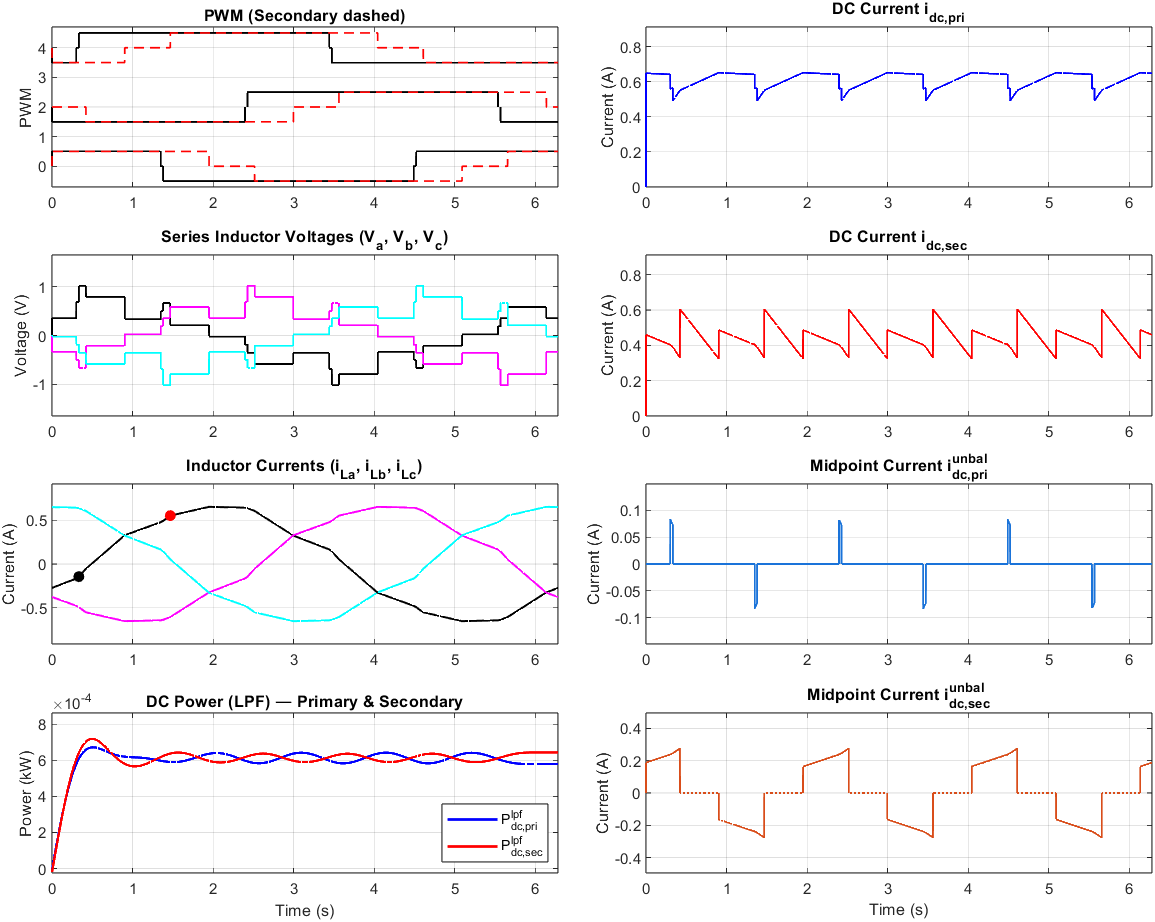 PWM (Secondary dashed)
PWM
4
3
2
1
0
0 1 2 3 4 5 6
DC Current i_dc,pri
Current (A)
0.8
0.6
0.4
0.2
0
0 1 2 3 4 5 6
Series Inductor Voltages (V_a, V_b, V_c)
Voltage (V)
1
0
-1
0 1 2 3 4 5 6
DC Current i_dc,sec
Current (A)
0.8
0.6
0.4
0.2
0
0 1 2 3 4 5 6
Inductor Currents (i_La, i_Lb, i_Lc)
Current (A)
0.5
0
-0.5
0 1 2 3 4 5 6
Midpoint Current i^unbal_dc,pri
Current (A)
0.1
0.05
0
-0.05
-0.1
0 1 2 3 4 5 6
DC Power (LPF) — Primary & Secondary
×10^-4
Power (kW)
8
6
4
2
0
0 1 2 3 4 5 6
Time (s)
P^lpf_dc,pri
P^lpf_dc,sec
Midpoint Current i^unbal_dc,sec
Current (A)
0.4
0.2
0
-0.2
-0.4
0 1 2 3 4 5 6
Time (s)